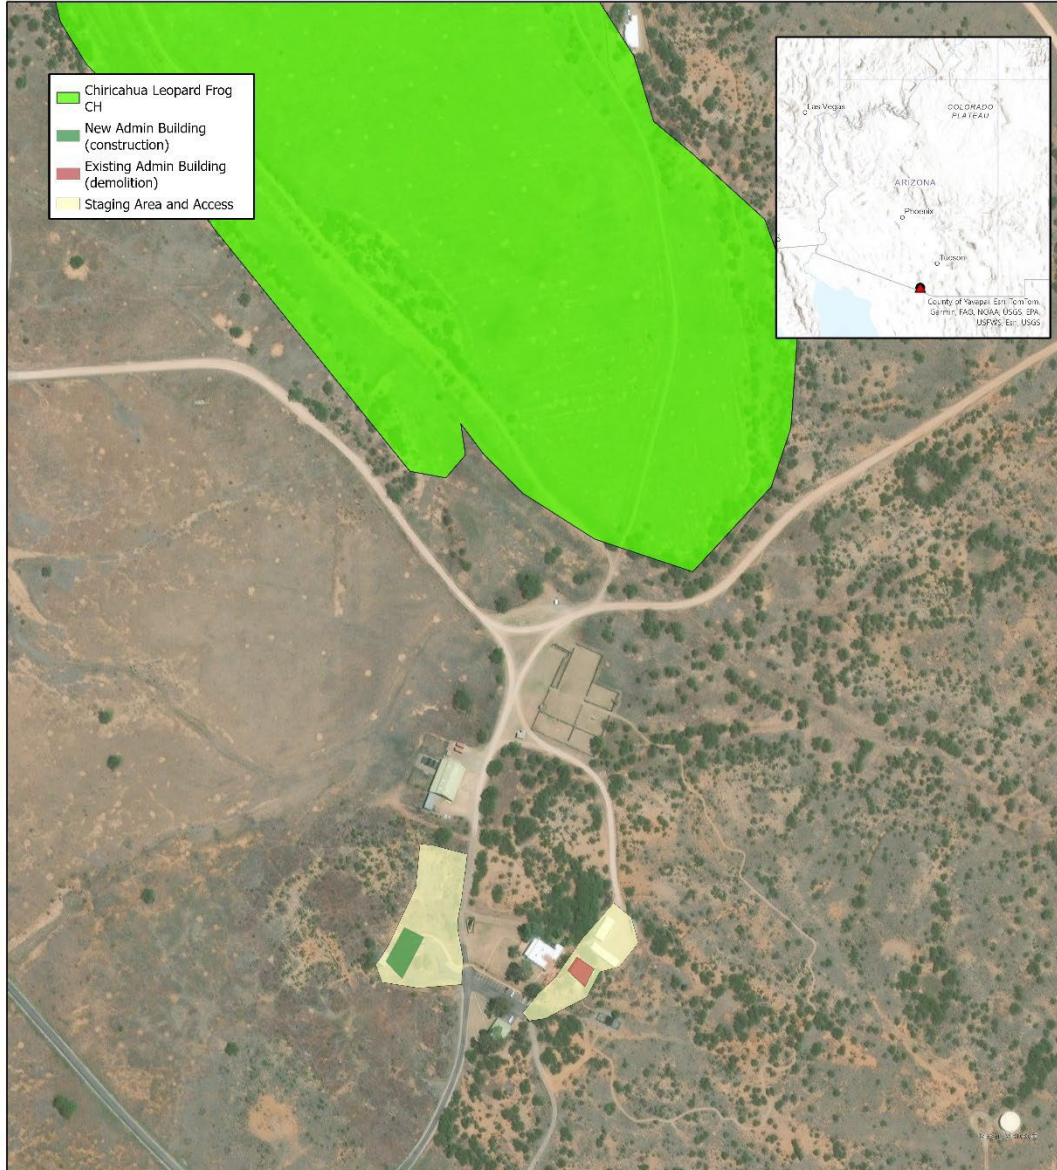 Chiricahua Leopard Frog
CH
New Admin Building
(construction)
Existing Admin Building
(demolition)
Staging Area and Access
Las Vegas
COLORADO
PLATEAU
ARIZONA
Phoenix
Tucson
County of Yavapai, Esri, TomTom,
Garmin, FAO, NOAA, USGS, EPA,
USFWS, Esri, USGS